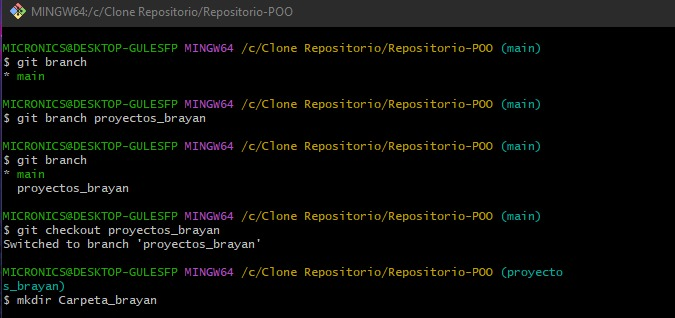 MINGW64:/c/Clone Repositorio/Repositorio-POO
MICRONICS@DESKTOP-GULESFP MINGW64 /c/Clone Repositorio/Repositorio-POO (main)
$ git branch
* main
MICRONICS@DESKTOP-GULESFP MINGW64 /c/Clone Repositorio/Repositorio-POO (main)
$ git branch proyectos_brayan
MICRONICS@DESKTOP-GULESFP MINGW64 /c/Clone Repositorio/Repositorio-POO (main)
$ git branch
* main
  proyectos_brayan
MICRONICS@DESKTOP-GULESFP MINGW64 /c/Clone Repositorio/Repositorio-POO (main)
$ git checkout proyectos_brayan
Switched to branch 'proyectos_brayan'
MICRONICS@DESKTOP-GULESFP MINGW64 /c/Clone Repositorio/Repositorio-POO (proyecto
s_brayan)
$ mkdir Carpeta_brayan